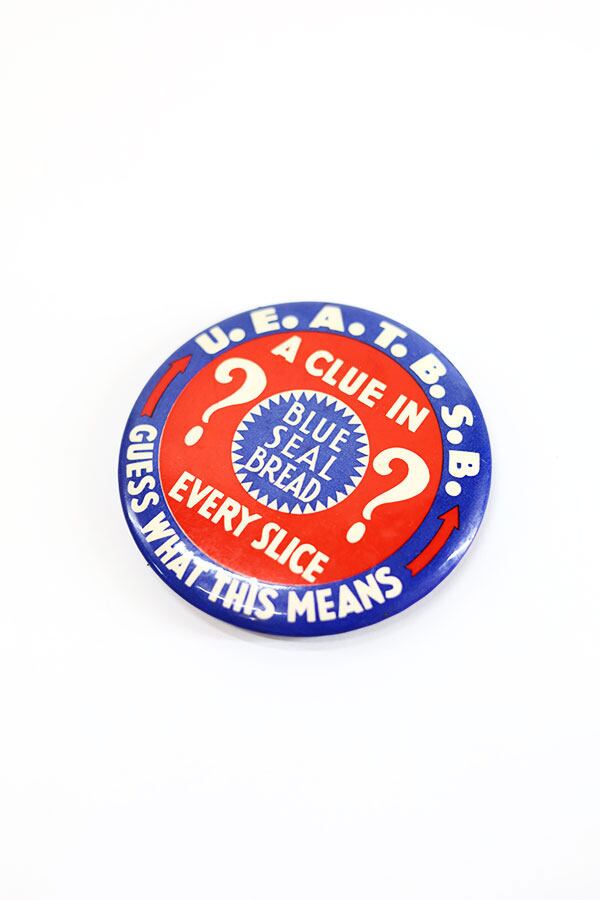 U.E.A.T.B.S.B.
A CLUE IN
?
BLUE
SEAL
BREAD
?
EVERY SLICE
GUESS WHAT THIS MEANS